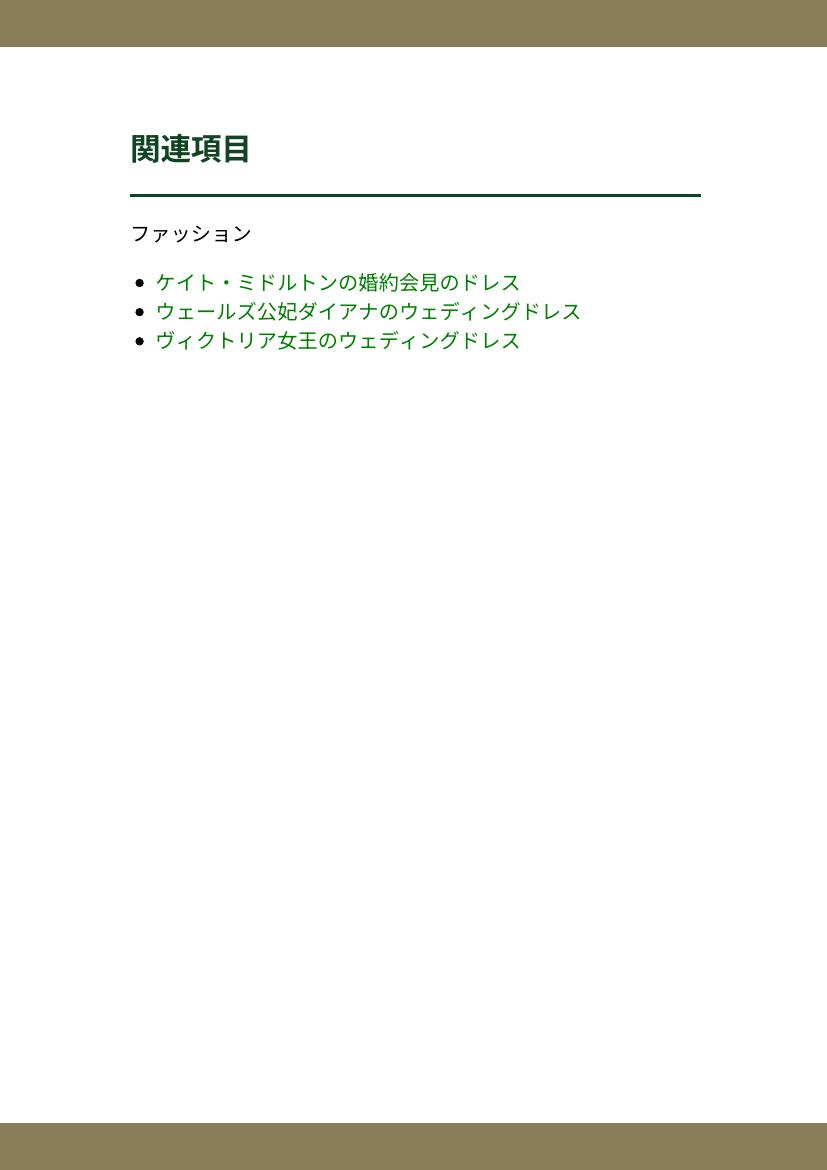 関連項目
ファッション
ケイト・ミドルトンの婚約会見のドレス
ウェールズ公妃ダイアナのウェディングドレス
ヴィクトリア女王のウェディングドレス